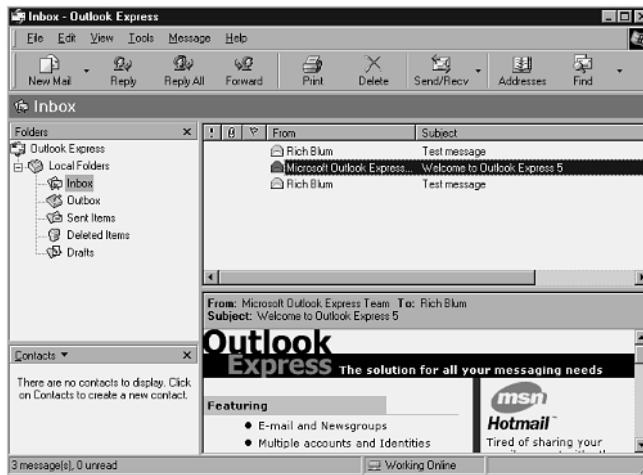 Inbox - Outlook Express
File Edit View Tools Message Help
New Mail Reply Reply All Forward Print Delete Send/Recv Addresses Find
Inbox
Folders
Outlook Express
Local Folders
Inbox
Outbox
Sent Items
Deleted Items
Drafts
! From Subject
Rich Blum Test message
Microsoft Outlook Express... Welcome to Outlook Express 5
Rich Blum Test message
From: Microsoft Outlook Express Team To: Rich Blum
Subject: Welcome to Outlook Express 5
Outlook
Express The solution for all your messaging needs
Featuring
E-mail and Newsgroups
Multiple accounts and Identities
msn
Hotmail™
Tired of sharing your
Contacts
There are no contacts to display. Click
on Contacts to create a new contact.
3 message(s), 0 unread Working Online